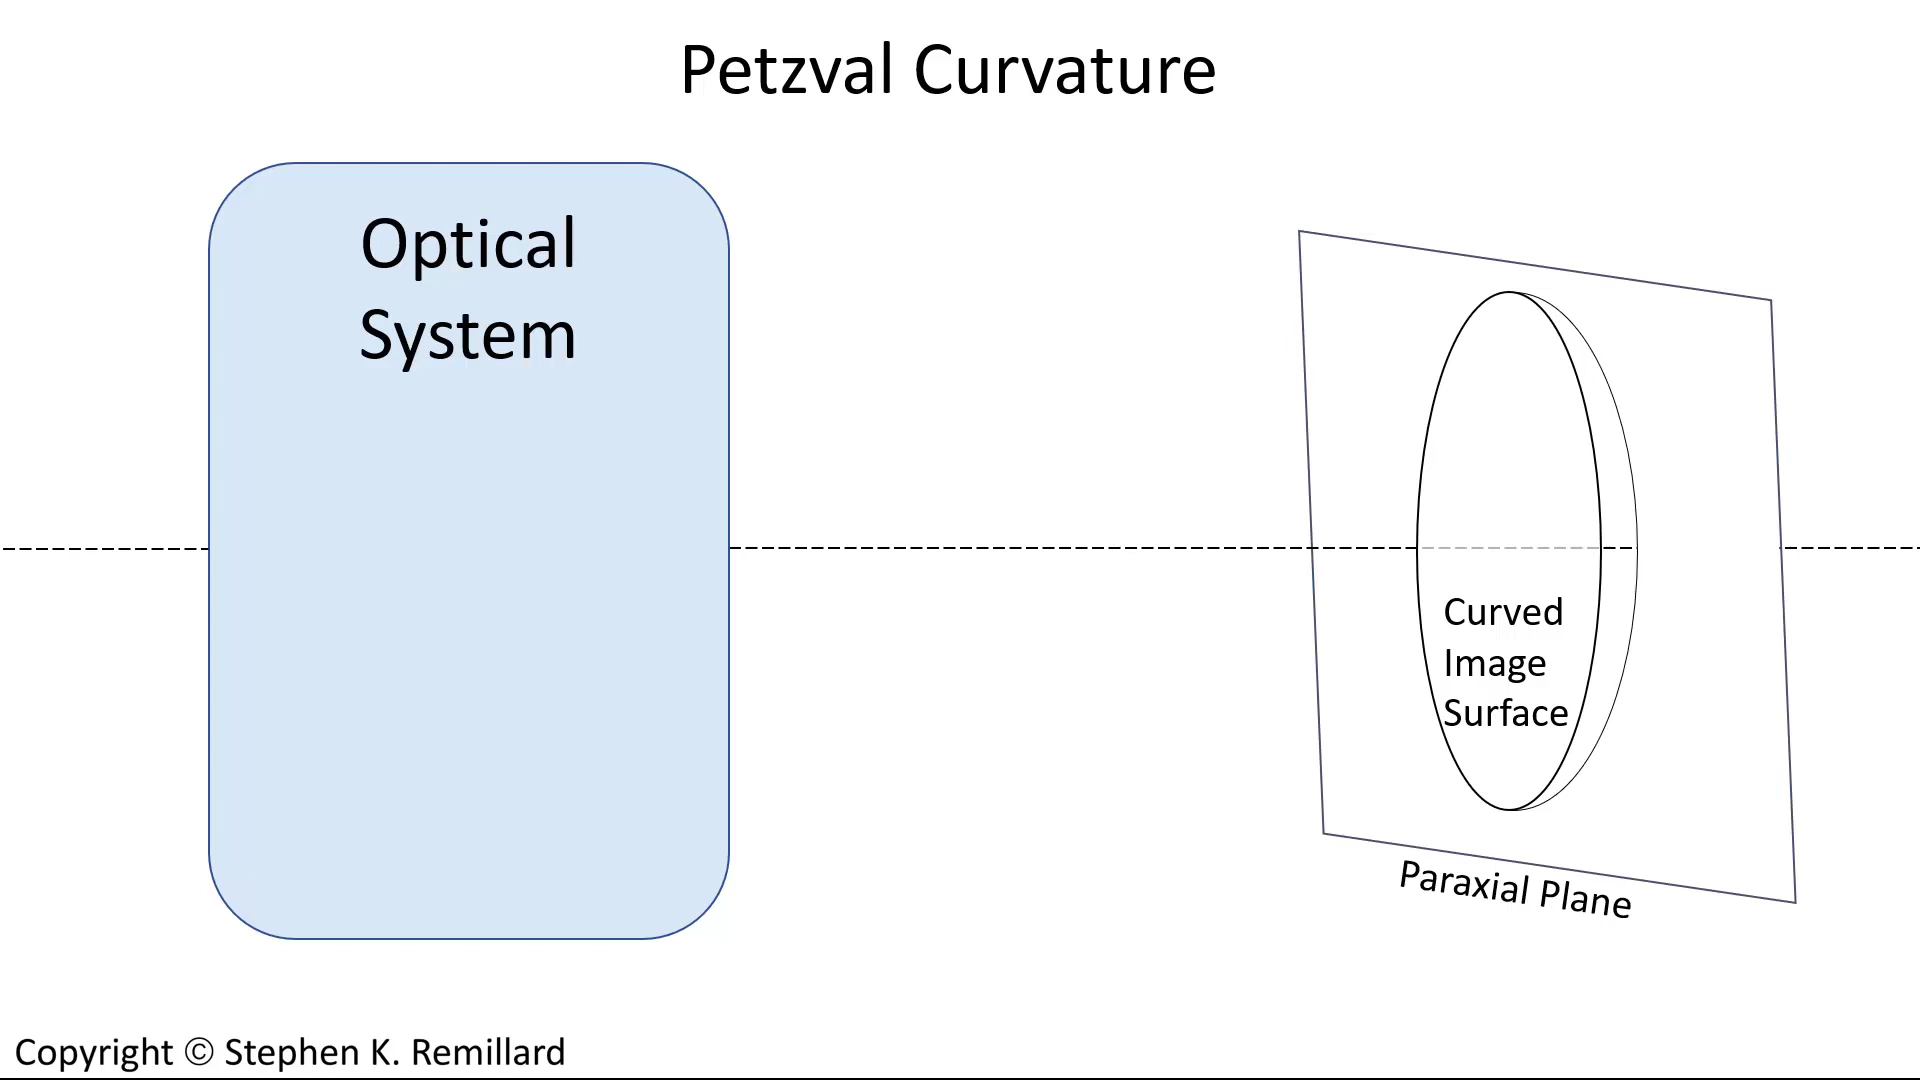 Petzval Curvature
Optical
System
Curved
Image
Surface
Paraxial Plane
Copyright © Stephen K. Remillard